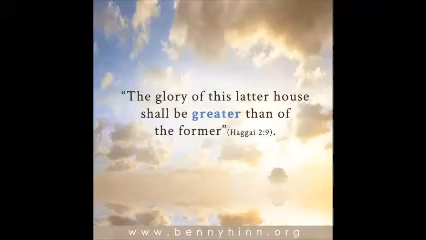 “The glory of this latter house
shall be greater than of
the former”(Haggai 2:9).
www.bennyhinn.org